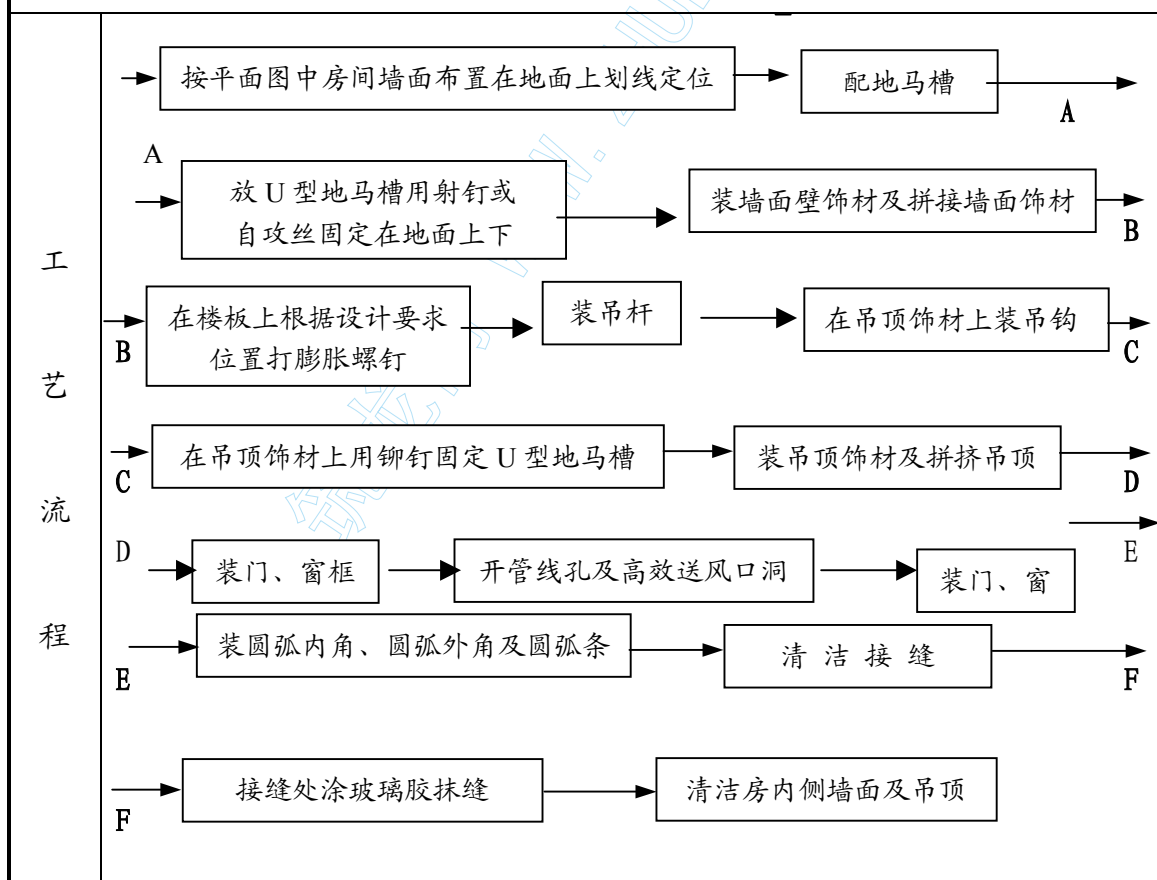 按平面图中房间墙面布置在地面上划线定位
配地马槽
A
A
放 U 型地马槽用射钉或
自攻丝固定在地面上下
装墙面壁饰材及拼接墙面饰材
B
工
艺
流
程
B
在楼板上根据设计要求
位置打膨胀螺钉
装吊杆
在吊顶饰材上装吊钩
C
C
在吊顶饰材上用铆钉固定 U 型地马槽
装吊顶饰材及拼挤吊顶
D
D
装门、窗框
开管线孔及高效送风口洞
装门、窗
E
E
装圆弧内角、圆弧外角及圆弧条
清 洁 接 缝
F
F
接缝处涂玻璃胶抹缝
清洁房内侧墙面及吊顶